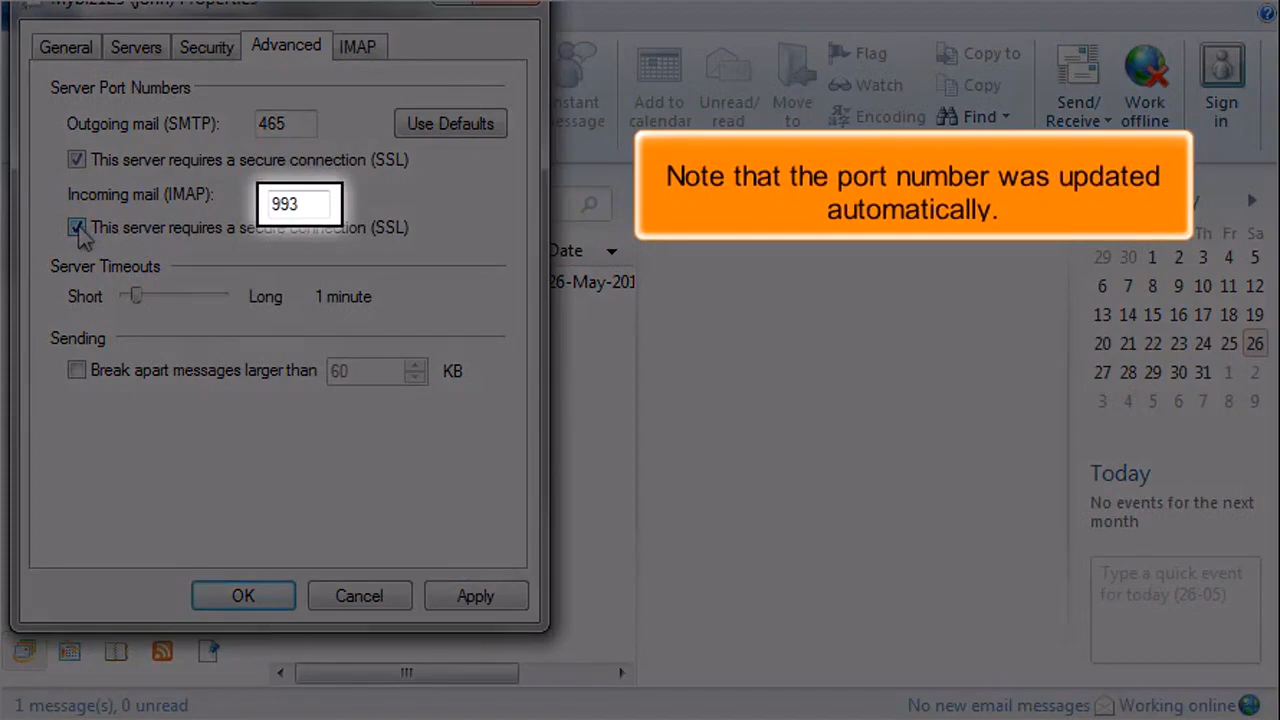 General
Servers
Security
Advanced
IMAP
Server Port Numbers
Outgoing mail (SMTP):
465
Use Defaults
This server requires a secure connection (SSL)
Incoming mail (IMAP):
993
This server requires a secure connection (SSL)
Server Timeouts
Short
Long
1 minute
Sending
Break apart messages larger than
60
KB
OK
Cancel
Apply
Add to
calendar
Unread/
read
Move
to
Flag
Watch
Encoding
Copy to
Copy
Find
Send/
Receive
Work
offline
Sign
in
Note that the port number was updated
automatically.
Date
26-May-201
Th Fr Sa
29 30 1 2 3 4 5
6 7 8 9 10 11 12
13 14 15 16 17 18 19
20 21 22 23 24 25 26
27 28 29 30 31 1 2
3 4 5 6 7 8 9
Today
No events for the next
month
Type a quick event
for today (26-05)
1 message(s), 0 unread
No new email messages
Working online